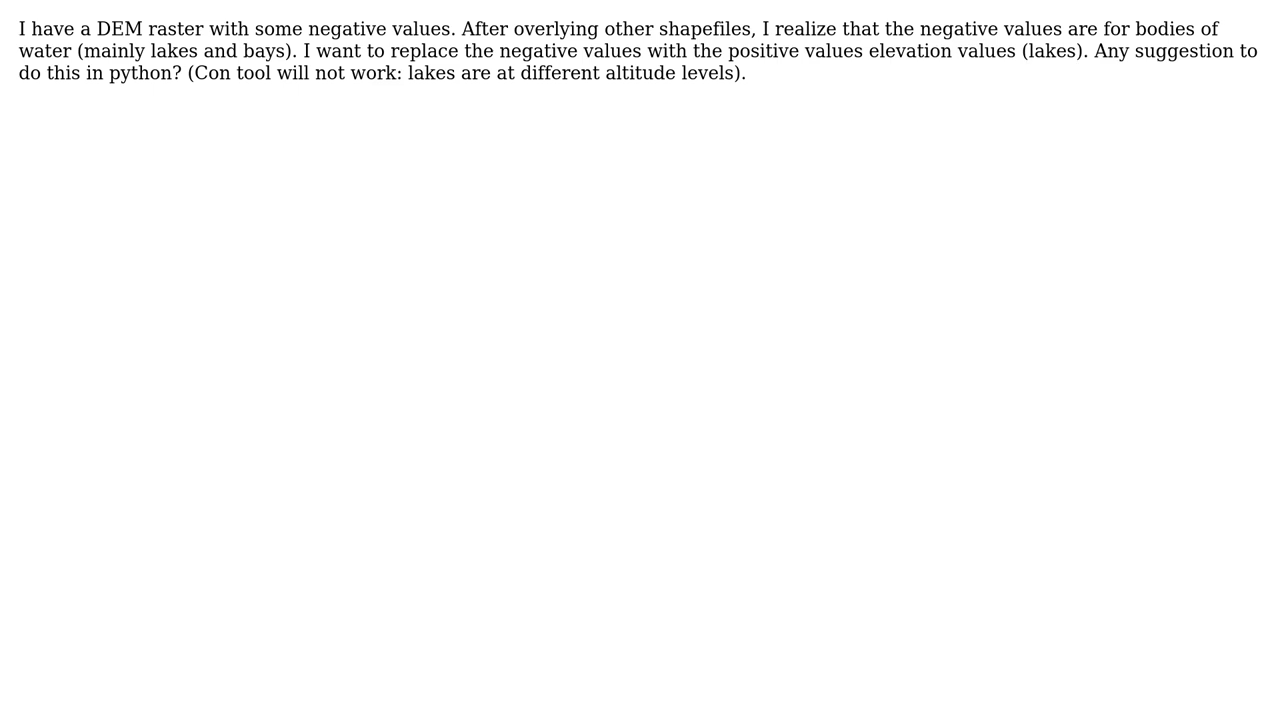 I have a DEM raster with some negative values. After overlying other shapefiles, I realize that the negative values are for bodies of
water (mainly lakes and bays). I want to replace the negative values with the positive values elevation values (lakes). Any suggestion to
do this in python? (Con tool will not work: lakes are at different altitude levels).